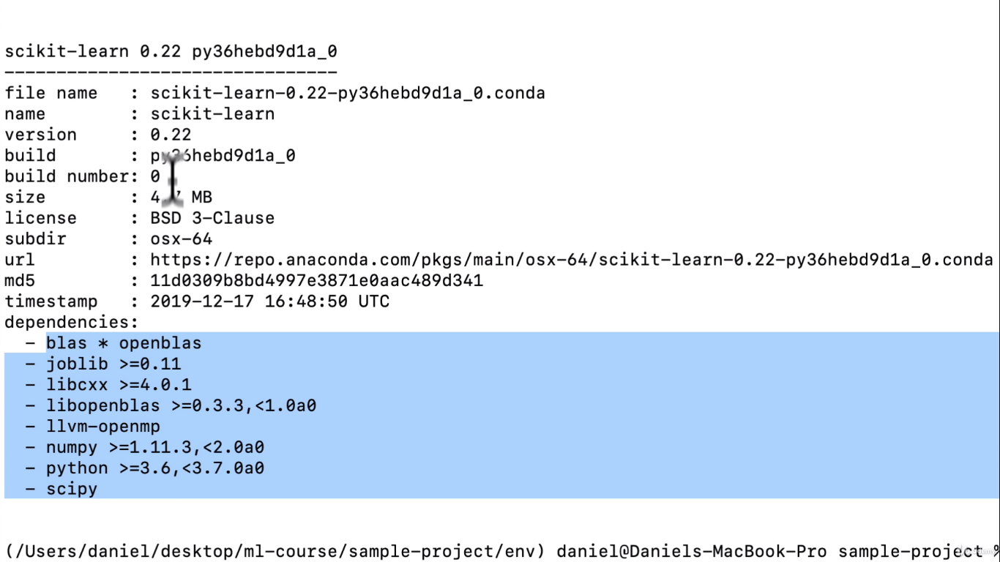 scikit-learn 0.22 py36hebd9d1a_0
--------------------------------
file name   : scikit-learn-0.22-py36hebd9d1a_0.conda
name        : scikit-learn
version     : 0.22
build       : py36hebd9d1a_0
build number: 0
size        : 4. MB
license     : BSD 3-Clause
subdir      : osx-64
url         : https://repo.anaconda.com/pkgs/main/osx-64/scikit-learn-0.22-py36hebd9d1a_0.conda
md5         : 11d0309b8bd4997e3871e0aac489d341
timestamp   : 2019-12-17 16:48:50 UTC
dependencies:
  - blas * openblas
  - joblib >=0.11
  - libcxx >=4.0.1
  - libopenblas >=0.3.3,<1.0a0
  - llvm-openmp
  - numpy >=1.11.3,<2.0a0
  - python >=3.6,<3.7.0a0
  - scipy
(/Users/daniel/desktop/ml-course/sample-project/env) daniel@Daniels-MacBook-Pro sample-project %